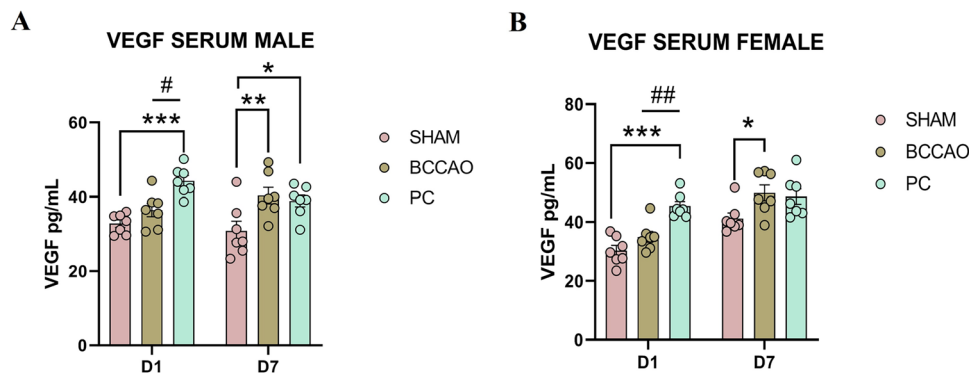 A
VEGF SERUM MALE
VEGF pg/mL
60
40
20
0
#
***
**
*
D1
D7
SHAM
BCCAO
PC
B
VEGF SERUM FEMALE
VEGF pg/mL
80
60
40
20
0
##
***
*
D1
D7
SHAM
BCCAO
PC